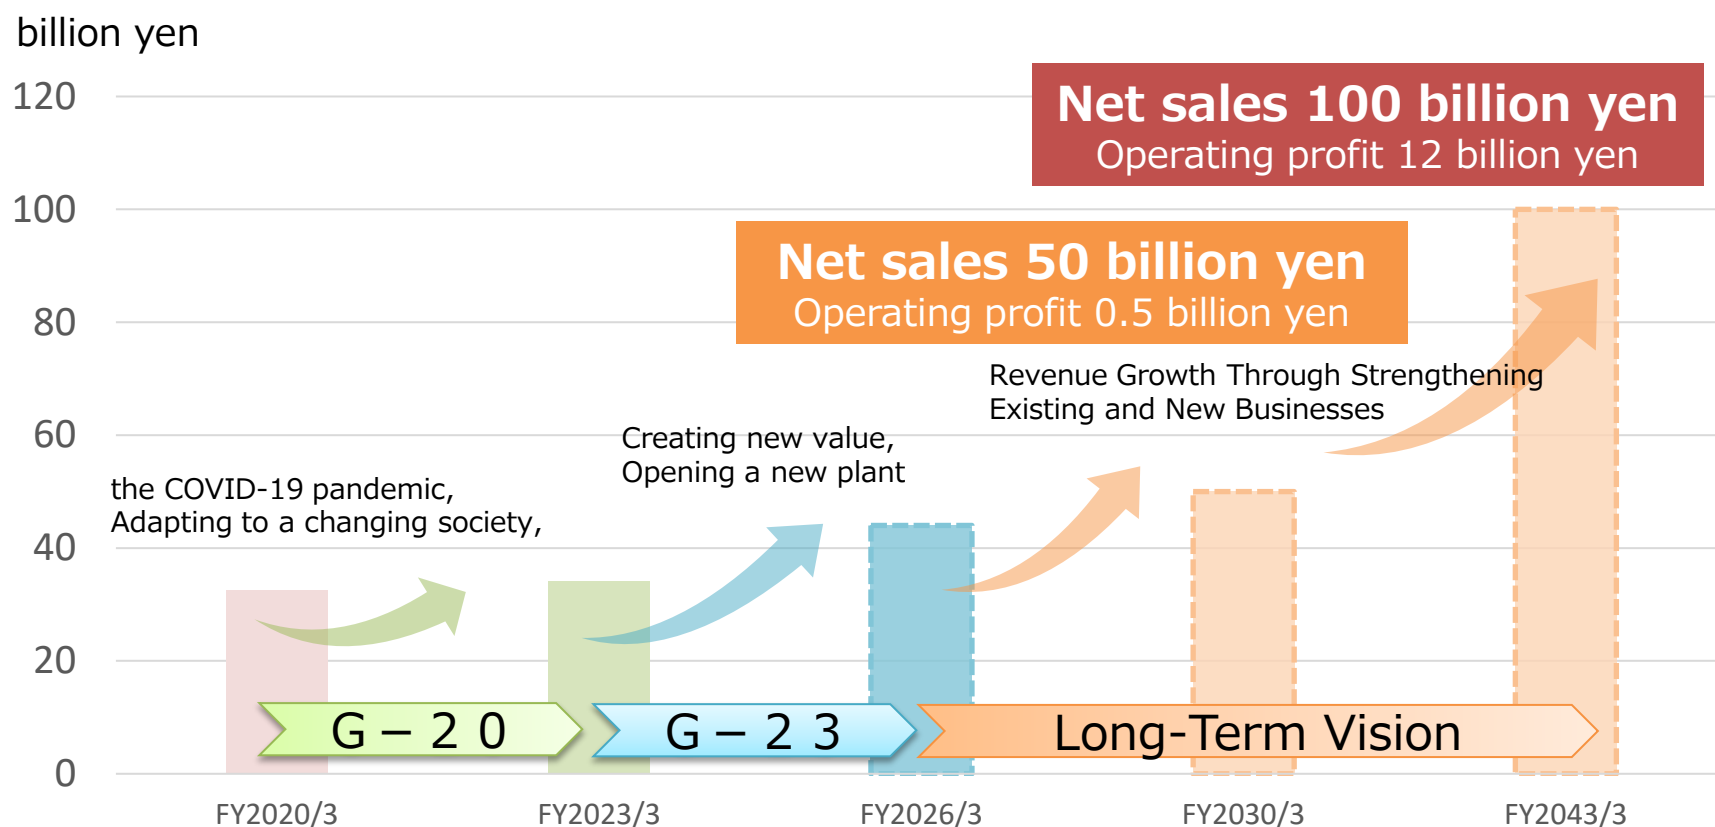 billion yen
120
100
80
60
40
20
0
Net sales 100 billion yen
Operating profit 12 billion yen
Net sales 50 billion yen
Operating profit 0.5 billion yen
Revenue Growth Through Strengthening
Existing and New Businesses
Creating new value,
Opening a new plant
the COVID-19 pandemic,
Adapting to a changing society,
G－２０
G－２３
Long-Term Vision
FY2020/3
FY2023/3
FY2026/3
FY2030/3
FY2043/3